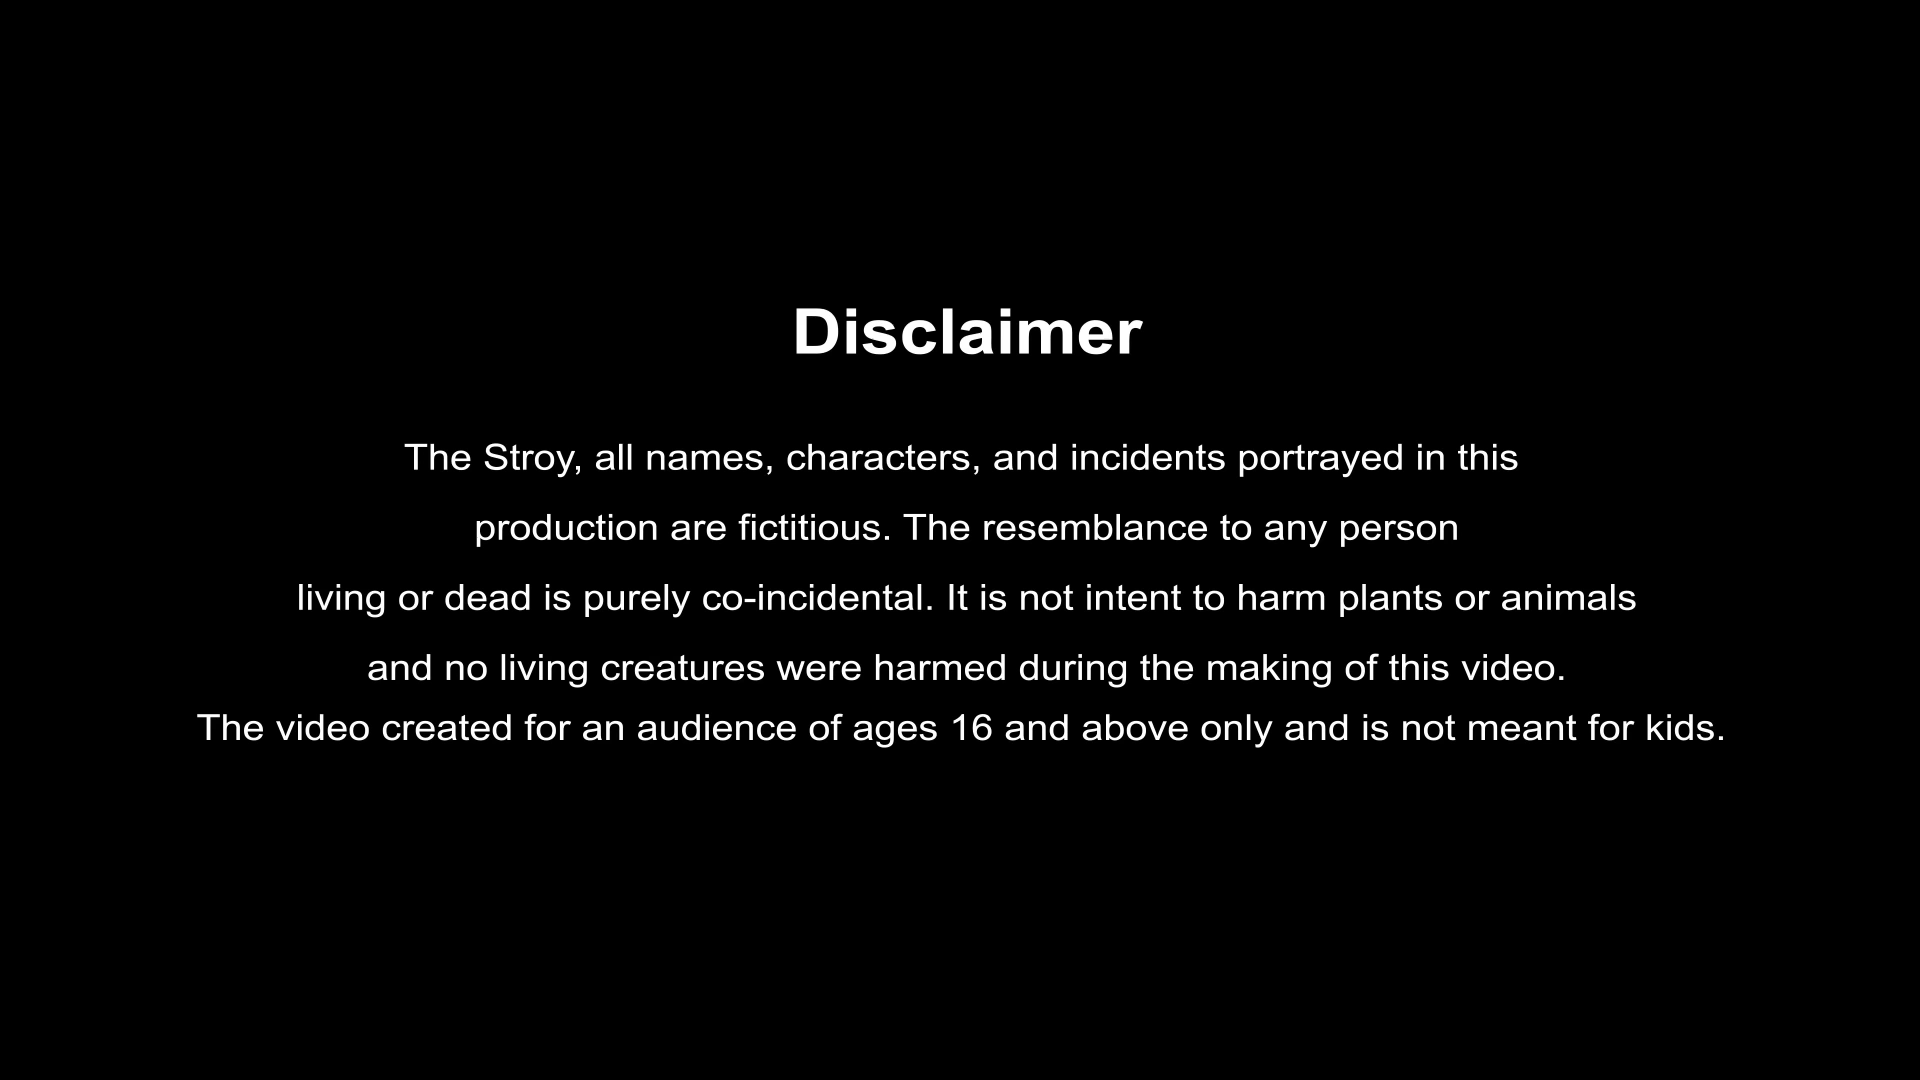 Disclaimer
The Stroy, all names, characters, and incidents portrayed in this
production are fictitious. The resemblance to any person
living or dead is purely co-incidental. It is not intent to harm plants or animals
and no living creatures were harmed during the making of this video.
The video created for an audience of ages 16 and above only and is not meant for kids.